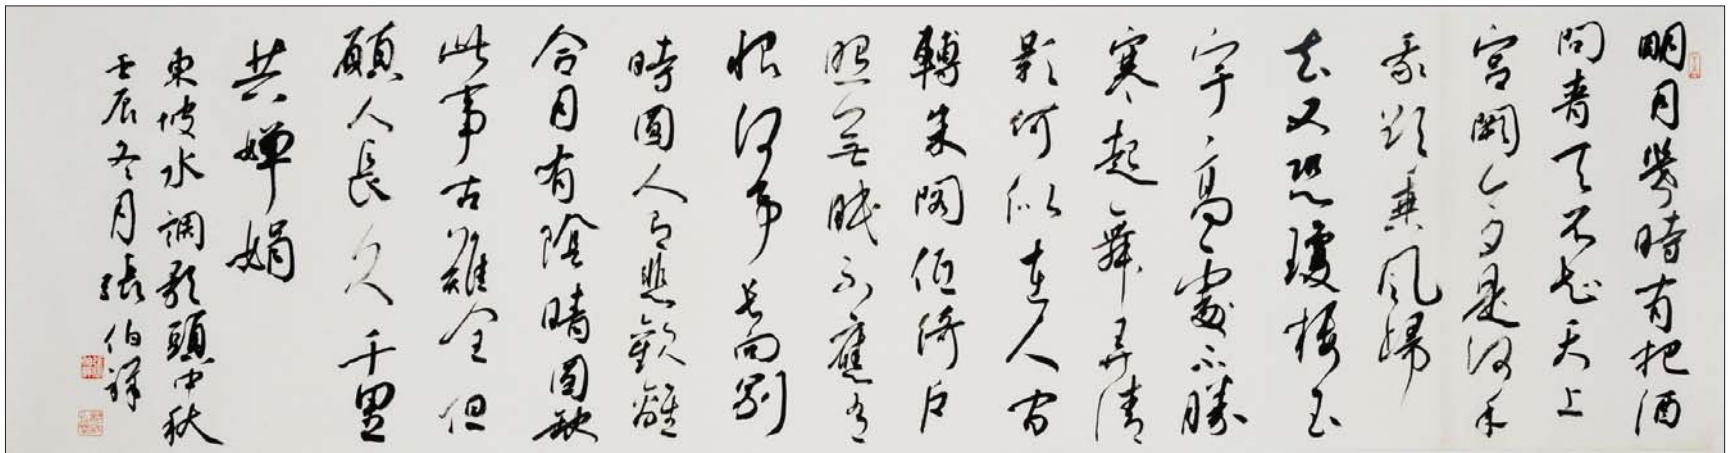 明月幾時有把酒
問青天不知天上
宮闕今夕是何年
我欲乘風歸
去又恐瓊樓玉
宇宇高高處不勝
寒寒起舞弄清
影何似在人間
轉朱閣低綺戶
照無眠不應有
恨何事長向別
時圓人有悲歡離
合月有陰晴圓缺
此事古難全但
願人長久千里
共嬋娟
東坡水調歌頭中秋
壬辰冬月張伯詳